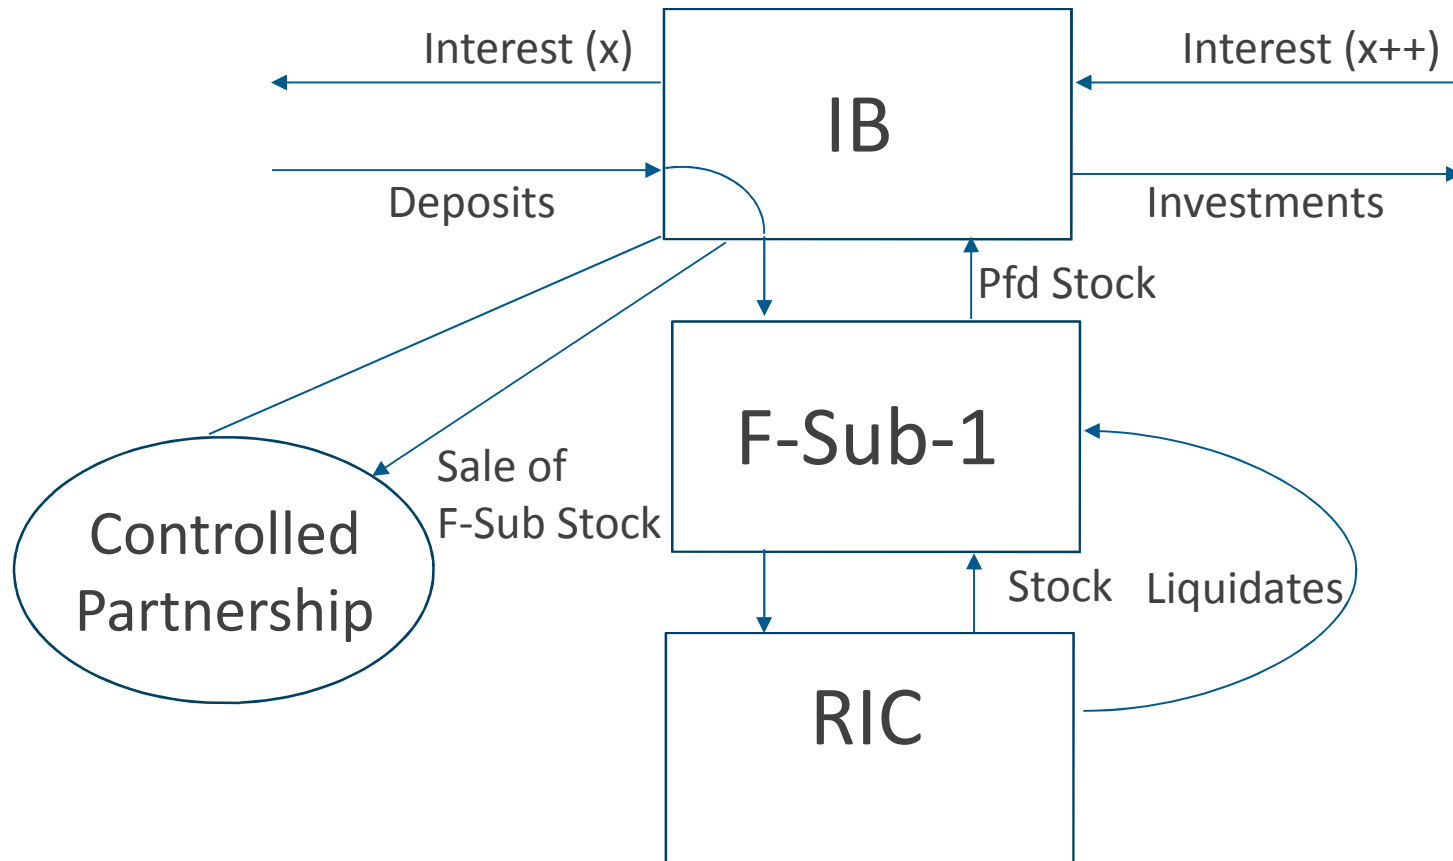 Interest (x)
Interest (x++)
IB
Deposits
Investments
Pfd Stock
F-Sub-1
Sale of
F-Sub Stock
Controlled
Partnership
Stock
Liquidates
RIC